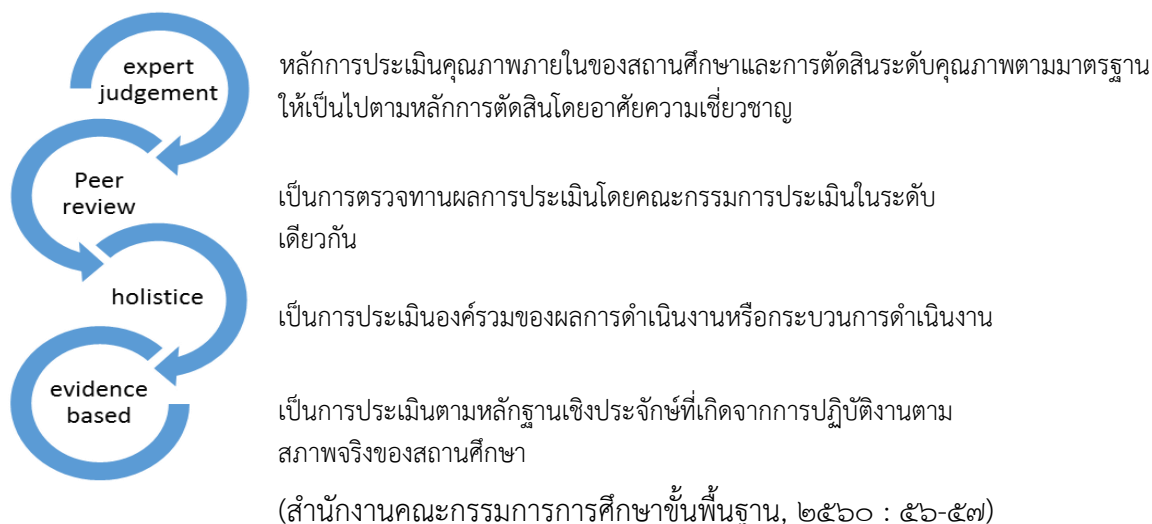 expert
judgement
หลักการประเมินคุณภาพภายในของสถานศึกษาและการตัดสินระดับคุณภาพตามมาตรฐาน
ให้เป็นไปตามหลักการตัดสินโดยอาศัยความเชี่ยวชาญ
Peer
review
เป็นการตรวจทานผลการประเมินโดยคณะกรรมการประเมินในระดับ
เดียวกัน
holistice
เป็นการประเมินองค์รวมของผลการดำเนินงานหรือกระบวนการดำเนินงาน
evidence
based
เป็นการประเมินตามหลักฐานเชิงประจักษ์ที่เกิดจากการปฏิบัติงานตาม
สภาพจริงของสถานศึกษา
(สำนักงานคณะกรรมการการศึกษาขั้นพื้นฐาน, ๒๕๖๐ : ๕๖-๕๗)